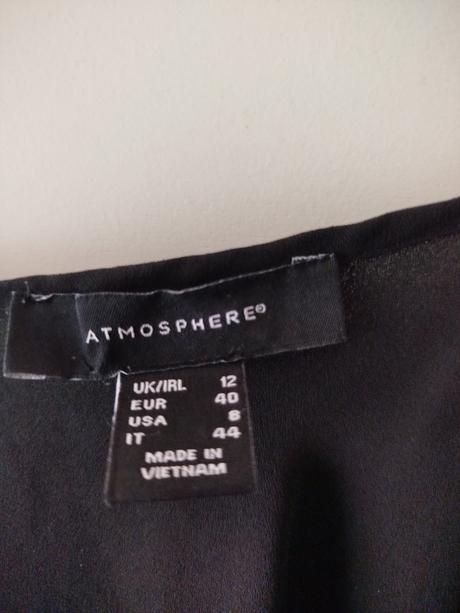 ATMOSPHERE®
UK/IRL 12
EUR 40
USA 8
IT 44
MADE IN
VIETNAM